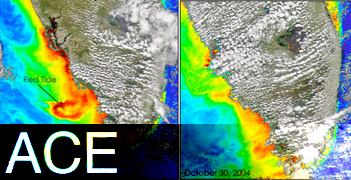 Red Tide
ACE
October 30, 2004